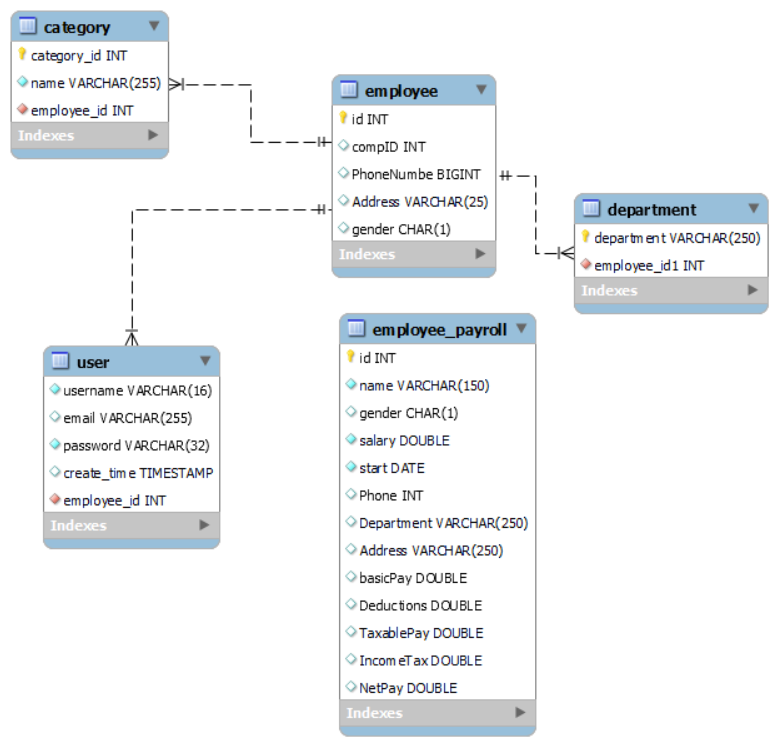 category
category_id INT
name VARCHAR(255)
employee_id INT
Indexes
employee
id INT
compID INT
PhoneNumbe BIGINT
Address VARCHAR(25)
gender CHAR(1)
Indexes
department
department VARCHAR(250)
employee_id1 INT
Indexes
user
username VARCHAR(16)
email VARCHAR(255)
password VARCHAR(32)
create_time TIMESTAMP
employee_id INT
Indexes
employee_payroll
id INT
name VARCHAR(150)
gender CHAR(1)
salary DOUBLE
start DATE
Phone INT
Department VARCHAR(250)
Address VARCHAR(250)
basicPay DOUBLE
Deductions DOUBLE
TaxablePay DOUBLE
IncomeTax DOUBLE
NetPay DOUBLE
Indexes